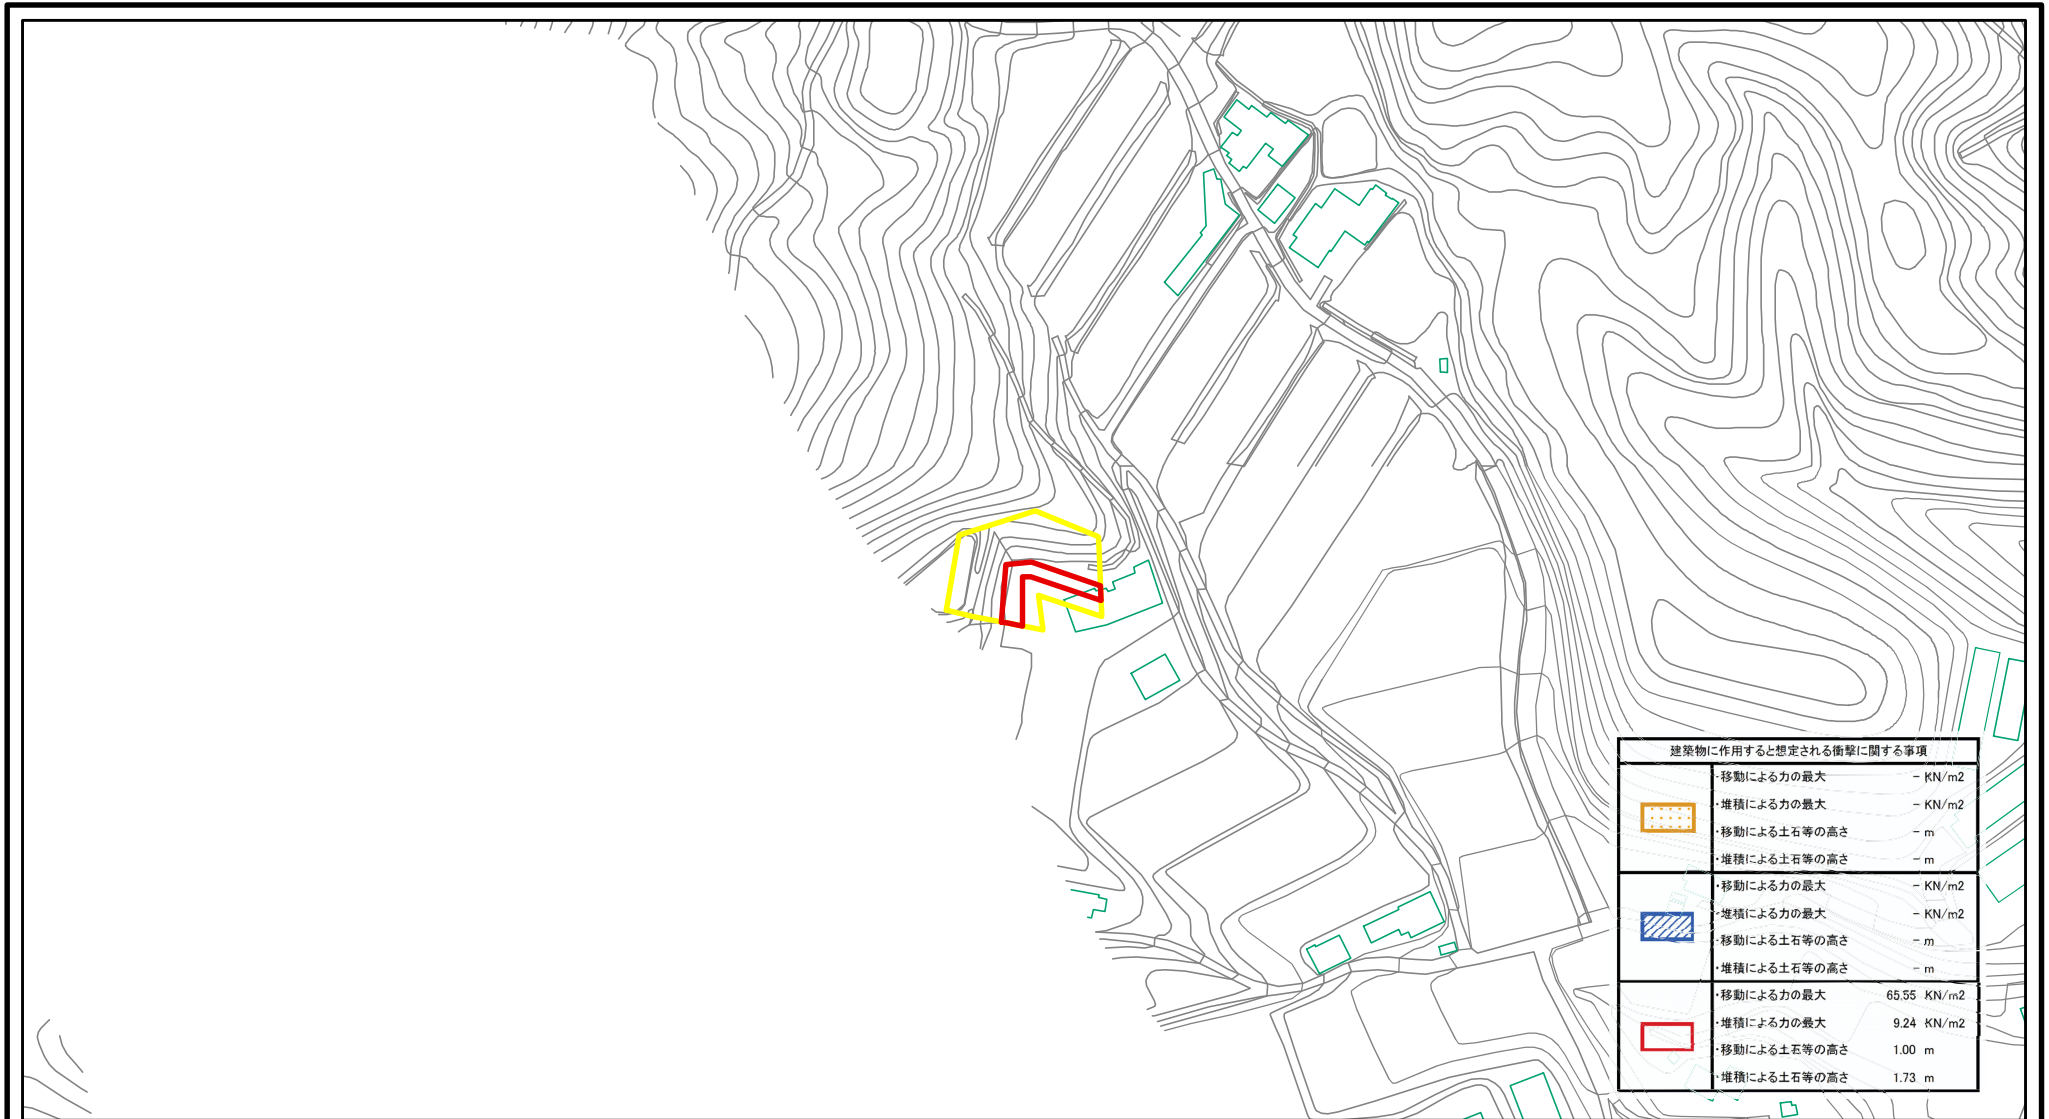 建築物に作用すると想定される衝撃に関する事項
・移動による力の最大 － KN/m2
・堆積による力の最大 － KN/m2
・移動による土石等の高さ － m
・堆積による土石等の高さ － m
・移動による力の最大 － KN/m2
・堆積による力の最大 － KN/m2
・移動による土石等の高さ － m
・堆積による土石等の高さ － m
・移動による力の最大 65.55 KN/m2
・堆積による力の最大 9.24 KN/m2
・移動による土石等の高さ 1.00 m
・堆積による土石等の高さ 1.73 m